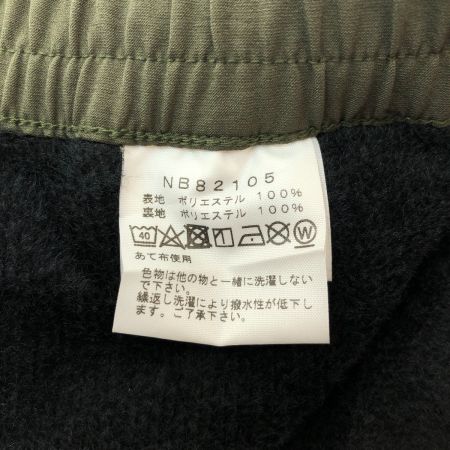 NB82105
表地 ポリエステル 100%
裏地 ポリエステル 100%
40 W
あて布使用
色物は他の物と一緒に洗濯しない
で下さい。
繰返し洗濯により撥水性が低下し
ます。ご了承下さい。